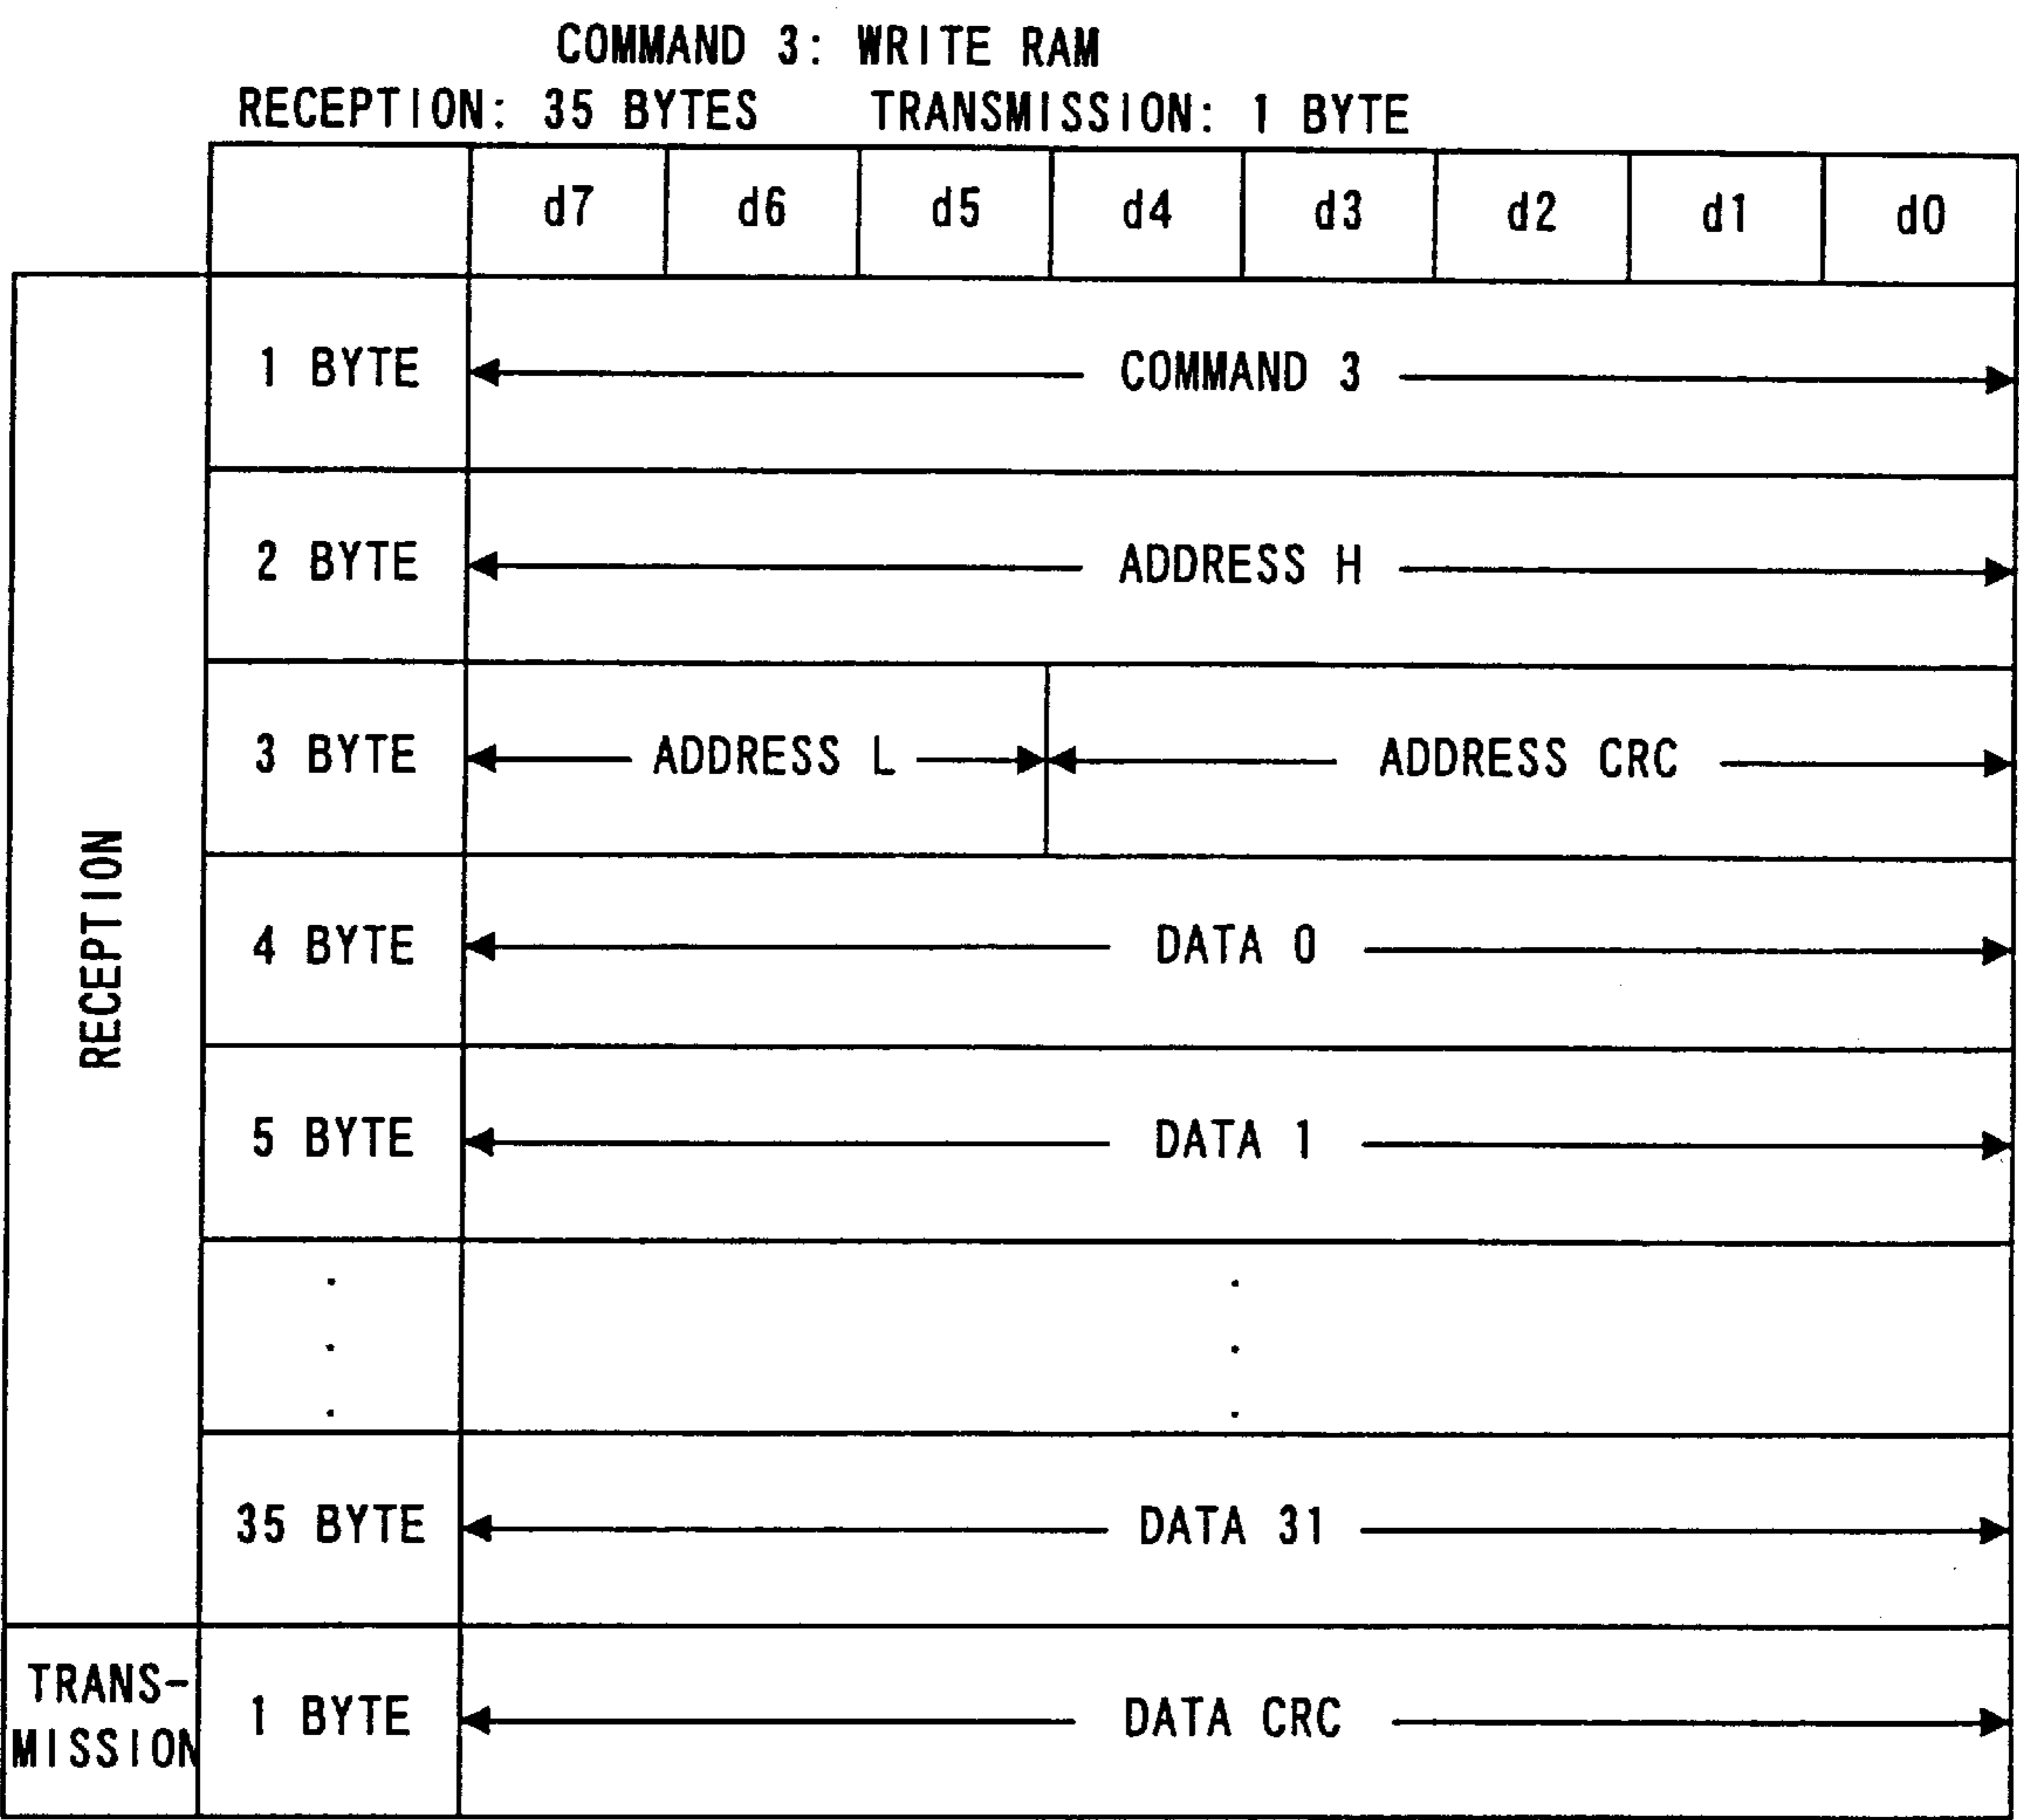 COMMAND 3: WRITE RAM
RECEPTION: 35 BYTES TRANSMISSION: 1 BYTE
d7 d6 d5 d4 d3 d2 d1 d0
RECEPTION
1 BYTE COMMAND 3
2 BYTE ADDRESS H
3 BYTE ADDRESS L ADDRESS CRC
4 BYTE DATA 0
5 BYTE DATA 1
. .
. .
. .
35 BYTE DATA 31
TRANS-
MISSION
1 BYTE DATA CRC